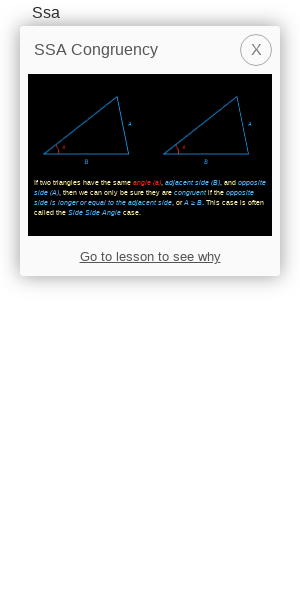 Ssa
SSA Congruency
X
A
A
a
a
B
B
If two triangles have the same angle (a), adjacent side (B), and opposite
side (A), then we can only be sure they are congruent if the opposite
side is longer or equal to the adjacent side, or A ≥ B. This case is often
called the Side Side Angle case.
Go to lesson to see why